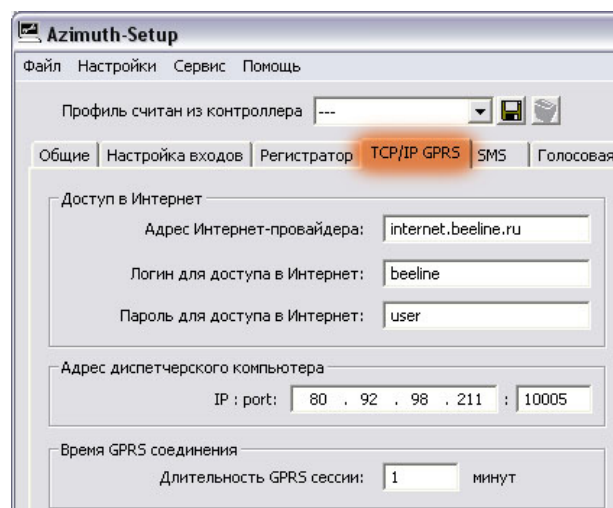 Azimuth-Setup
Файл Настройки Сервис Помощь
Профиль считан из контроллера ---
Общие Настройка входов Регистратор TCP/IP GPRS SMS Голосовая
Доступ в Интернет
Адрес Интернет-провайдера: internet.beeline.ru
Логин для доступа в Интернет: beeline
Пароль для доступа в Интернет: user
Адрес диспетчерского компьютера
IP : port: 80 . 92 . 98 . 211 : 10005
Время GPRS соединения
Длительность GPRS сессии: 1 минут